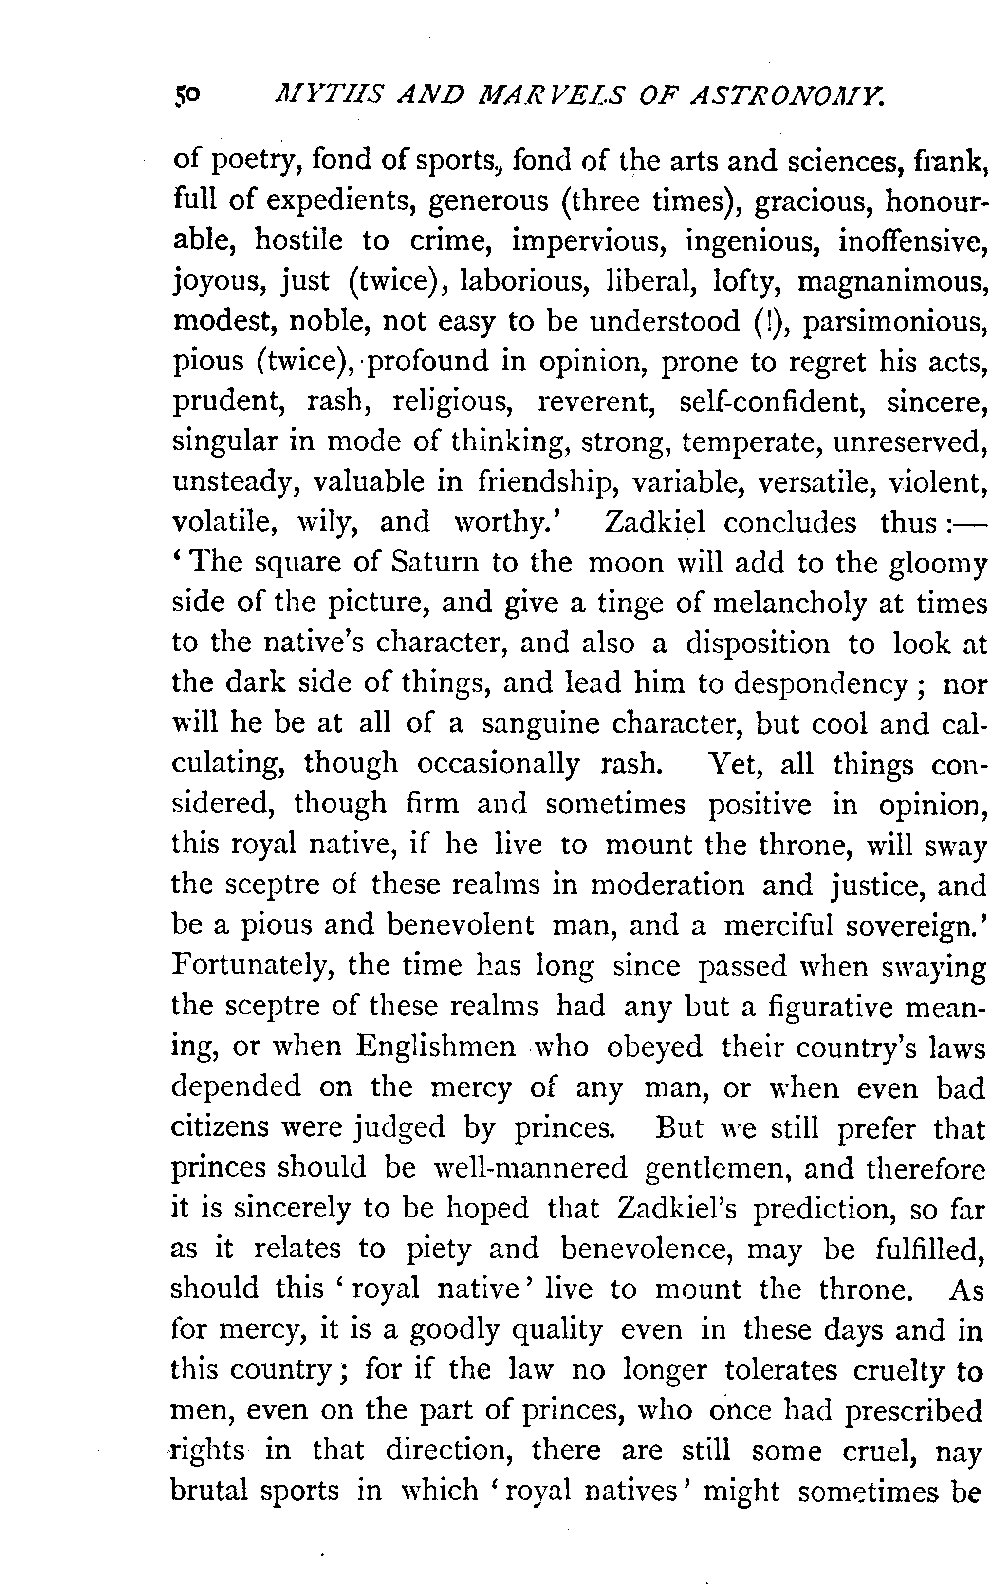 50 MYTHS AND MARVELS OF ASTRONOMY.
of poetry, fond of sports, fond of the arts and sciences, frank,
full of expedients, generous (three times), gracious, honour-
able, hostile to crime, impervious, ingenious, inoffensive,
joyous, just (twice), laborious, liberal, lofty, magnanimous,
modest, noble, not easy to be understood (!), parsimonious,
pious (twice), profound in opinion, prone to regret his acts,
prudent, rash, religious, reverent, self-confident, sincere,
singular in mode of thinking, strong, temperate, unreserved,
unsteady, valuable in friendship, variable, versatile, violent,
volatile, wily, and worthy.' Zadkiel concludes thus :—
‘ The square of Saturn to the moon will add to the gloomy
side of the picture, and give a tinge of melancholy at times
to the native's character, and also a disposition to look at
the dark side of things, and lead him to despondency ; nor
will he be at all of a sanguine character, but cool and cal-
culating, though occasionally rash. Yet, all things con-
sidered, though firm and sometimes positive in opinion,
this royal native, if he live to mount the throne, will sway
the sceptre of these realms in moderation and justice, and
be a pious and benevolent man, and a merciful sovereign.'
Fortunately, the time has long since passed when swaying
the sceptre of these realms had any but a figurative mean-
ing, or when Englishmen who obeyed their country's laws
depended on the mercy of any man, or when even bad
citizens were judged by princes. But we still prefer that
princes should be well-mannered gentlemen, and therefore
it is sincerely to be hoped that Zadkiel's prediction, so far
as it relates to piety and benevolence, may be fulfilled,
should this ‘ royal native ’ live to mount the throne. As
for mercy, it is a goodly quality even in these days and in
this country ; for if the law no longer tolerates cruelty to
men, even on the part of princes, who once had prescribed
rights in that direction, there are still some cruel, nay
brutal sports in which ‘ royal natives ’ might sometimes be